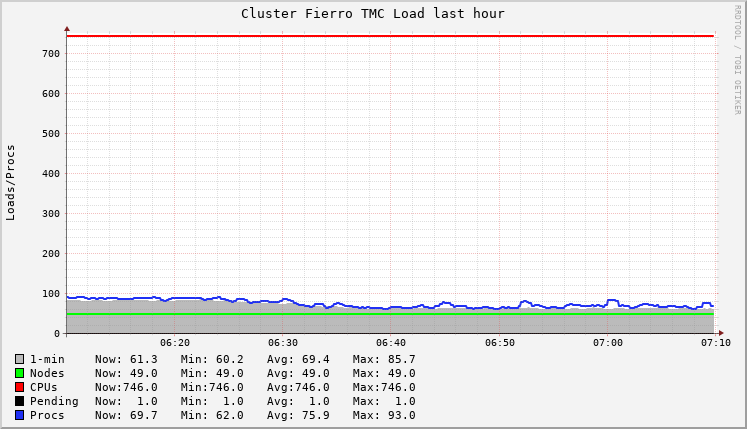 Cluster Fierro TMC Load last hour
RRDTOOL / TOBI OETIKER
Loads/Procs
700
600
500
400
300
200
100
0
06:20 06:30 06:40 06:50 07:00 07:10
1-min Now: 61.3 Min: 60.2 Avg: 69.4 Max: 85.7
Nodes Now: 49.0 Min: 49.0 Avg: 49.0 Max: 49.0
CPUs Now:746.0 Min:746.0 Avg:746.0 Max:746.0
Pending Now: 1.0 Min: 1.0 Avg: 1.0 Max: 1.0
Procs Now: 69.7 Min: 62.0 Avg: 75.9 Max: 93.0